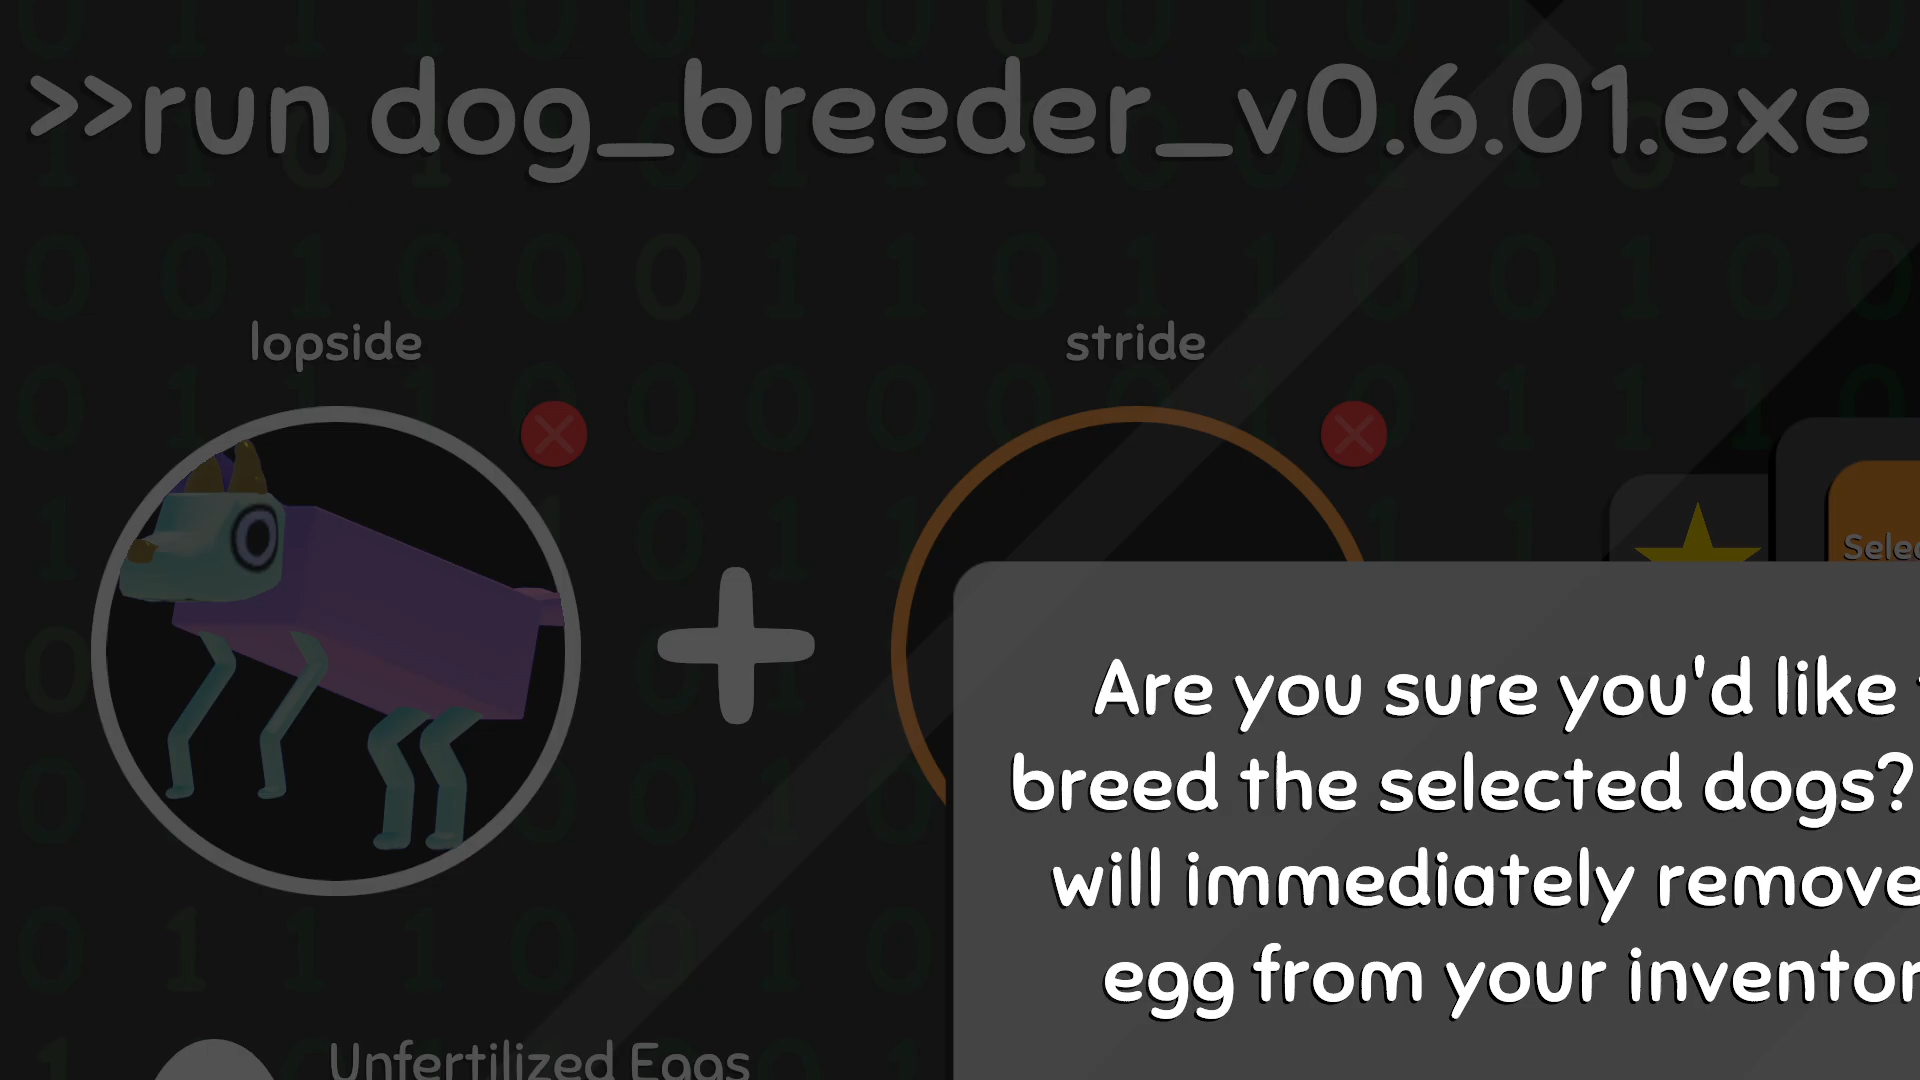 >>run dog_breeder_v0.6.01.exe
lopside
stride
Are you sure you'd like
breed the selected dogs?
will immediately remove
egg from your
Unfertilized Eggs